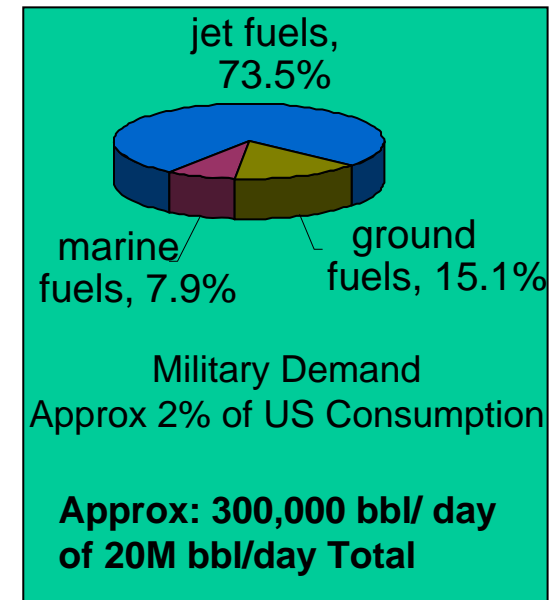 jet fuels,
73.5%
marine
fuels, 7.9%
ground
fuels, 15.1%
Military Demand
Approx 2% of US Consumption
Approx: 300,000 bbl/ day
of 20M bbl/day Total